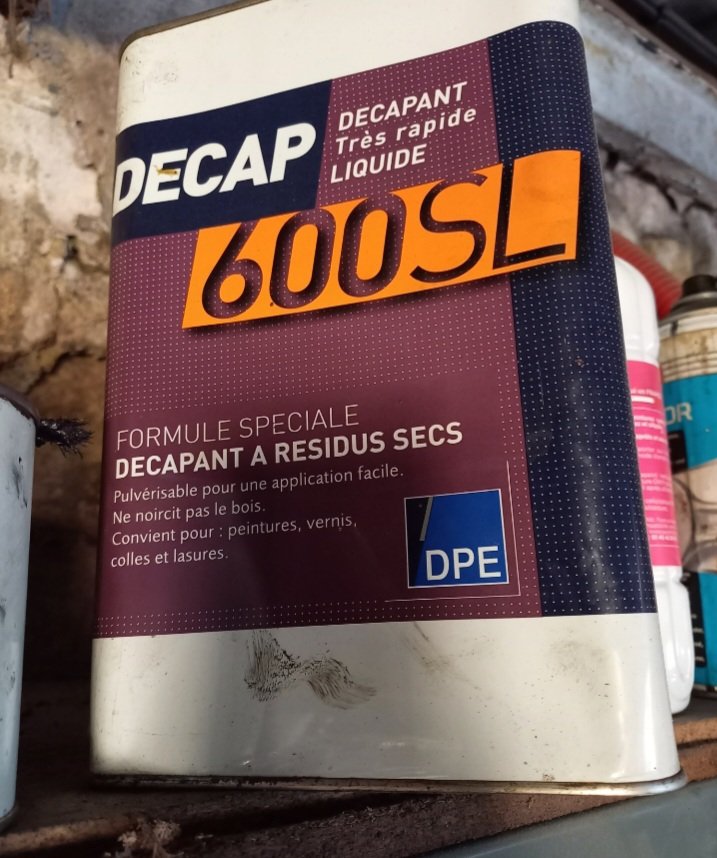 DECAP
DECAPANT
Très rapide
LIQUIDE
600SL
FORMULE SPECIALE
DECAPANT A RESIDUS SECS
Pulvérisable pour une application facile.
Ne noircit pas le bois.
Convient pour : peintures, vernis,
colles et lasures.
DPE